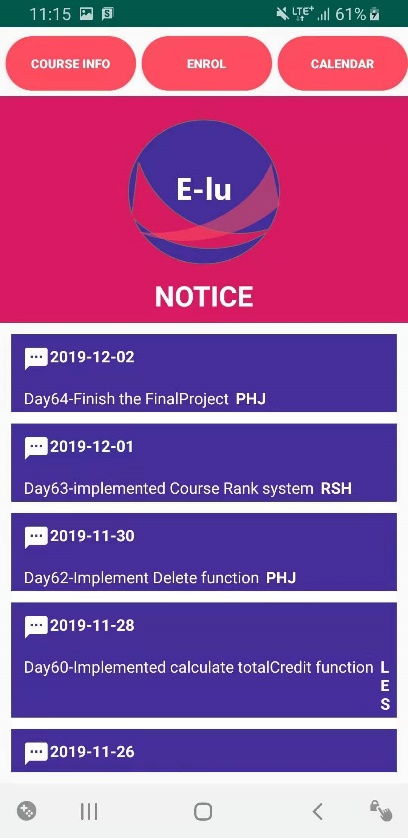 11:15 LTE+ 61%
COURSE INFO ENROL CALENDAR
E-lu
NOTICE
2019-12-02
Day64-Finish the FinalProject PHJ
2019-12-01
Day63-implemented Course Rank system RSH
2019-11-30
Day62-Implement Delete function PHJ
2019-11-28
Day60-Implemented calculate totalCredit function L
E
S
2019-11-26